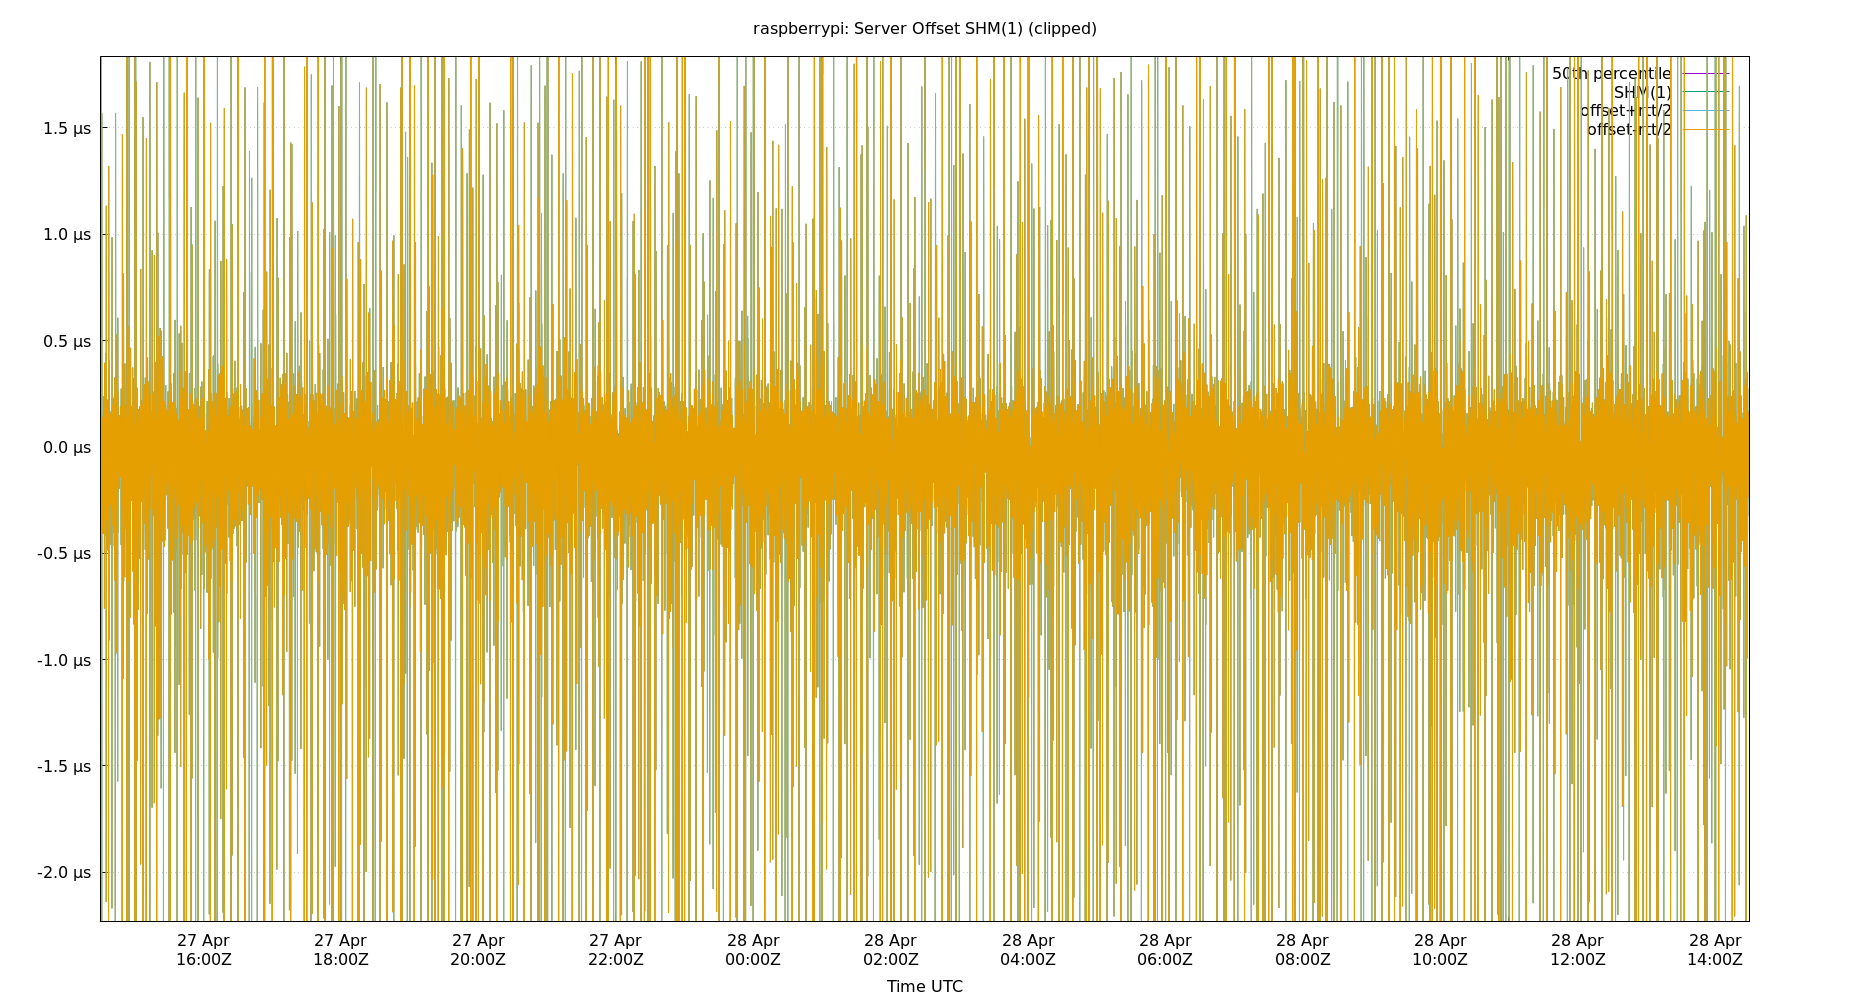 raspberrypi: Server Offset SHM(1) (clipped)
50th percentile
SHM(1)
offset+rtt/2
offset-rtt/2
1.5 µs
1.0 µs
0.5 µs
0.0 µs
-0.5 µs
-1.0 µs
-1.5 µs
-2.0 µs
27 Apr 27 Apr 27 Apr 27 Apr 28 Apr 28 Apr 28 Apr 28 Apr 28 Apr 28 Apr 28 Apr 28 Apr
16:00Z 18:00Z 20:00Z 22:00Z 00:00Z 02:00Z 04:00Z 06:00Z 08:00Z 10:00Z 12:00Z 14:00Z
Time UTC